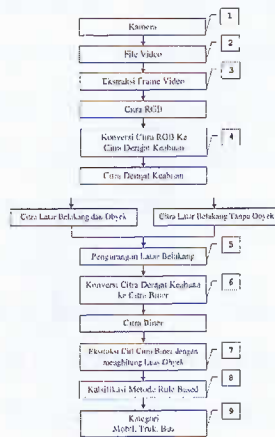 Kamera
1
File Video
2
Ekstraksi Frame Video
3
Citra RGB
Konversi Citra RGB Ke
Citra Derajat Keabuan
4
Citra Derajat Keabuan
Citra Latar Belakang dan Obyek
Citra Latar Belakang Tanpa Obyek
5
Pengurangan Latar Belakang
Konversi Citra Derajat Keabuan
ke Citra Biner
6
Citra Biner
Ekstraksi Ciri Citra Biner dengan
menghitung Luas Obyek
7
Kalsifikasi Metode Rule Based
8
Kategori
Mobil, Truk, Bus
9